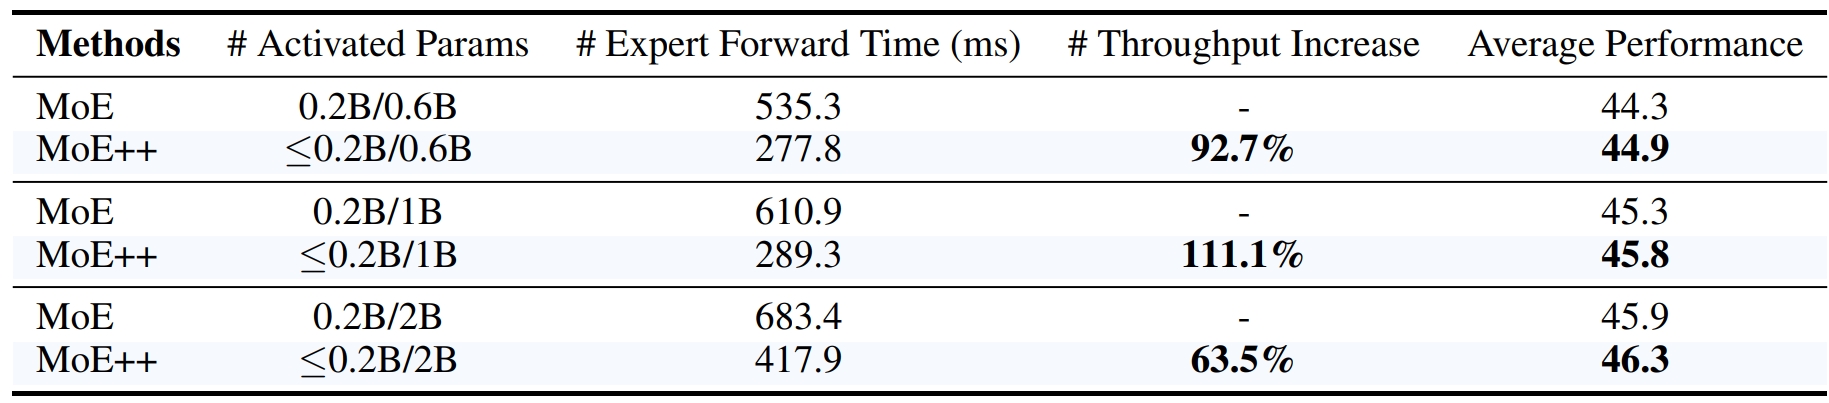 Methods # Activated Params # Expert Forward Time (ms) # Throughput Increase Average Performance
MoE 0.2B/0.6B 535.3 - 44.3
MoE++ ≤0.2B/0.6B 277.8 92.7% 44.9
MoE 0.2B/1B 610.9 - 45.3
MoE++ ≤0.2B/1B 289.3 111.1% 45.8
MoE 0.2B/2B 683.4 - 45.9
MoE++ ≤0.2B/2B 417.9 63.5% 46.3